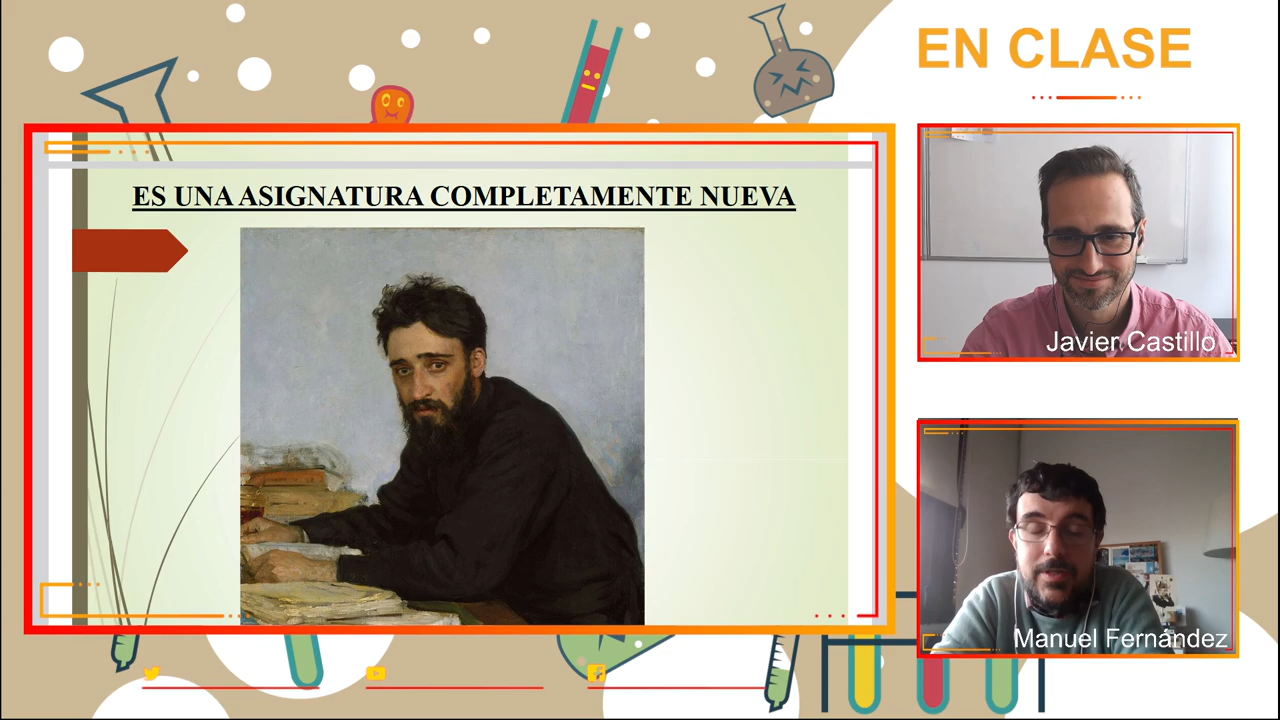 EN CLASE
ES UNA ASIGNATURA COMPLETAMENTE NUEVA
Javier Castillo
Manuel Fernández